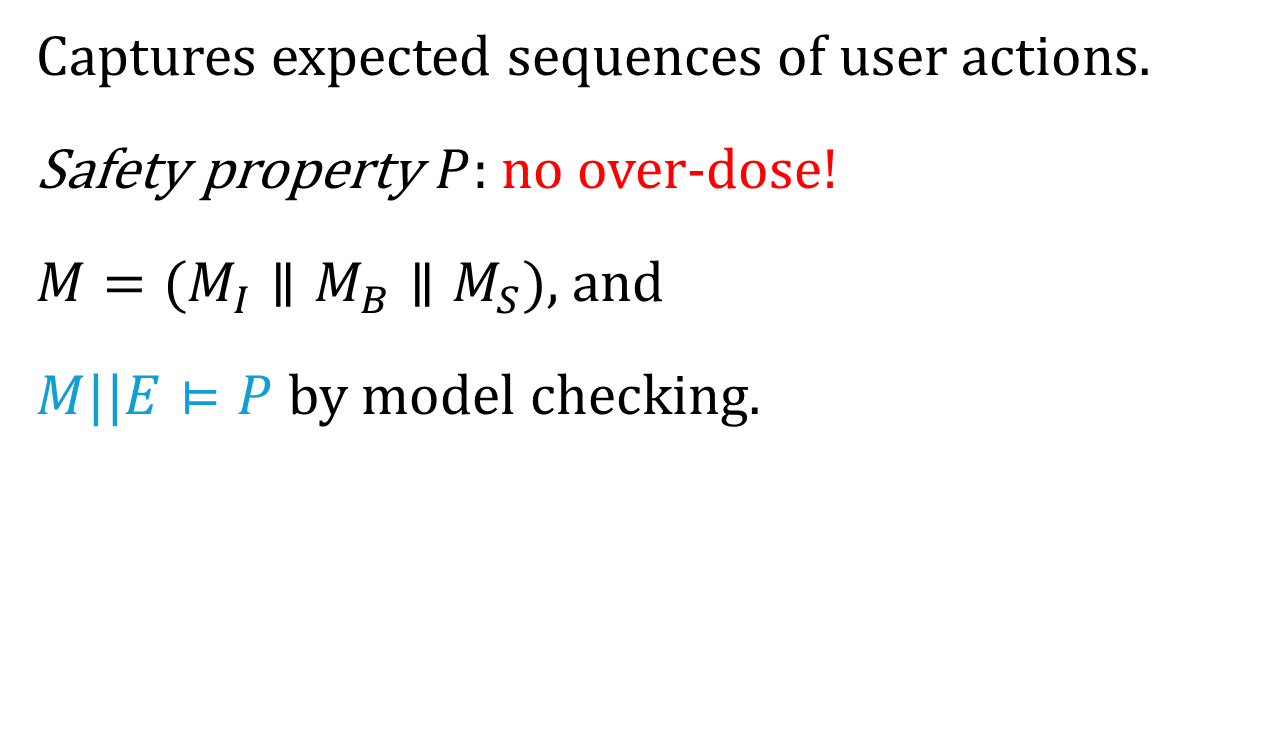 Captures expected sequences of user actions.
Safety property P: no over-dose!
M = (M_I ∥ M_B ∥ M_S), and
M||E ⊨ P by model checking.